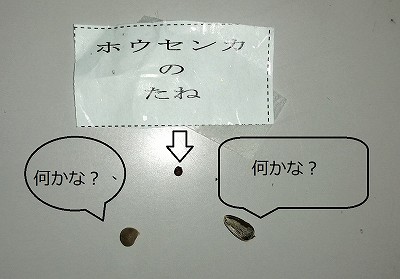 ホウセンカ
の
たね
何かな？
何かな？